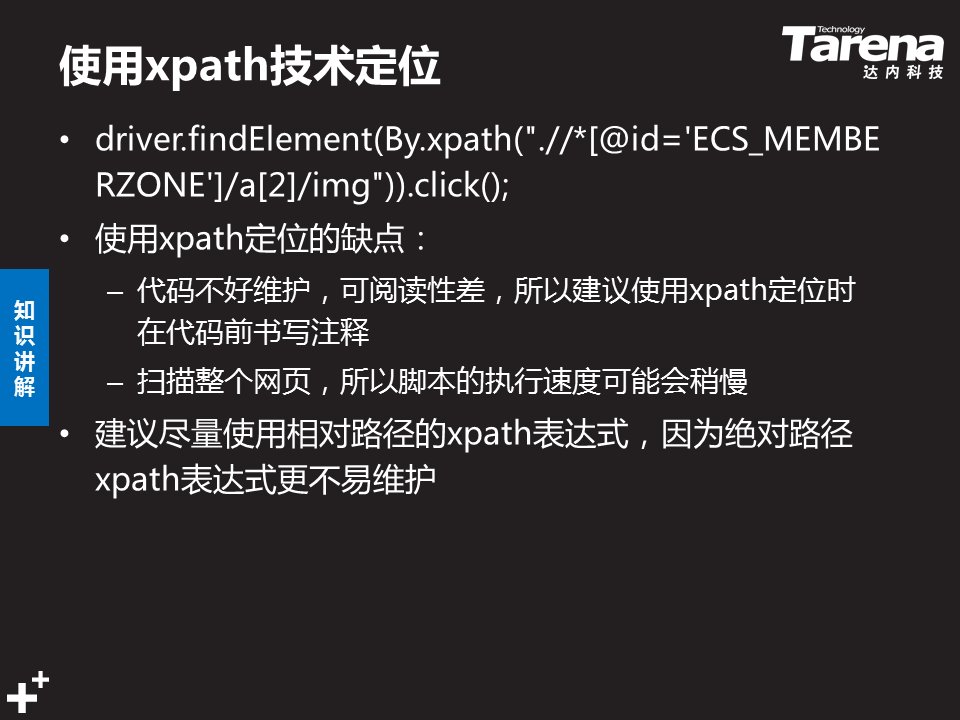 使用xpath技术定位
Technology
Tarena
达内科技
• driver.findElement(By.xpath(".//*[@id='ECS_MEMBE
RZONE']/a[2]/img")).click();
• 使用xpath定位的缺点：
– 代码不好维护，可阅读性差，所以建议使用xpath定位时
在代码前书写注释
– 扫描整个网页，所以脚本的执行速度可能会稍慢
• 建议尽量使用相对路径的xpath表达式，因为绝对路径
xpath表达式更不易维护
知
识
讲
解